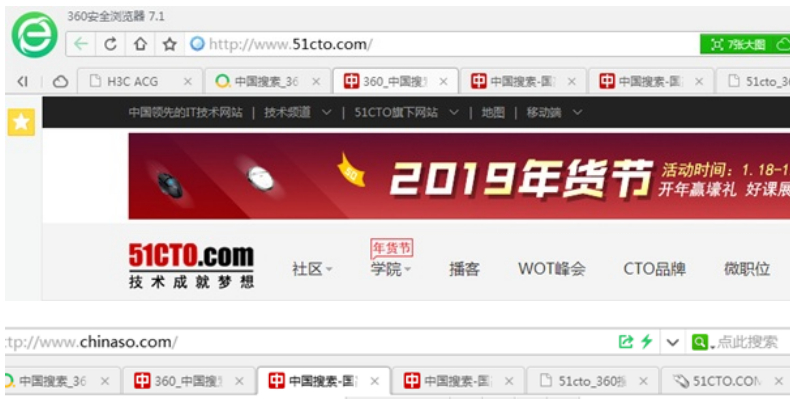 360安全浏览器 7.1
http://www.51cto.com/ 7张大图
H3C ACG 中国搜索_36 360_中国搜 中国搜索-国 中国搜索-国 51cto_3
中国领先的IT技术网站 | 技术频道 | 51CTO旗下网站 | 地图 | 移动端
2019年货节
活动时间：1.18-1
开年赢壕礼 好课展
年货节
51CTO.com
技术成就梦想
社区 学院 播客 WOT峰会 CTO品牌 微职位
tp://www.chinaso.com/ 点此搜索
中国搜索_36 360_中国搜 中国搜索-国 中国搜索-国 51cto_360 51CTO.CON